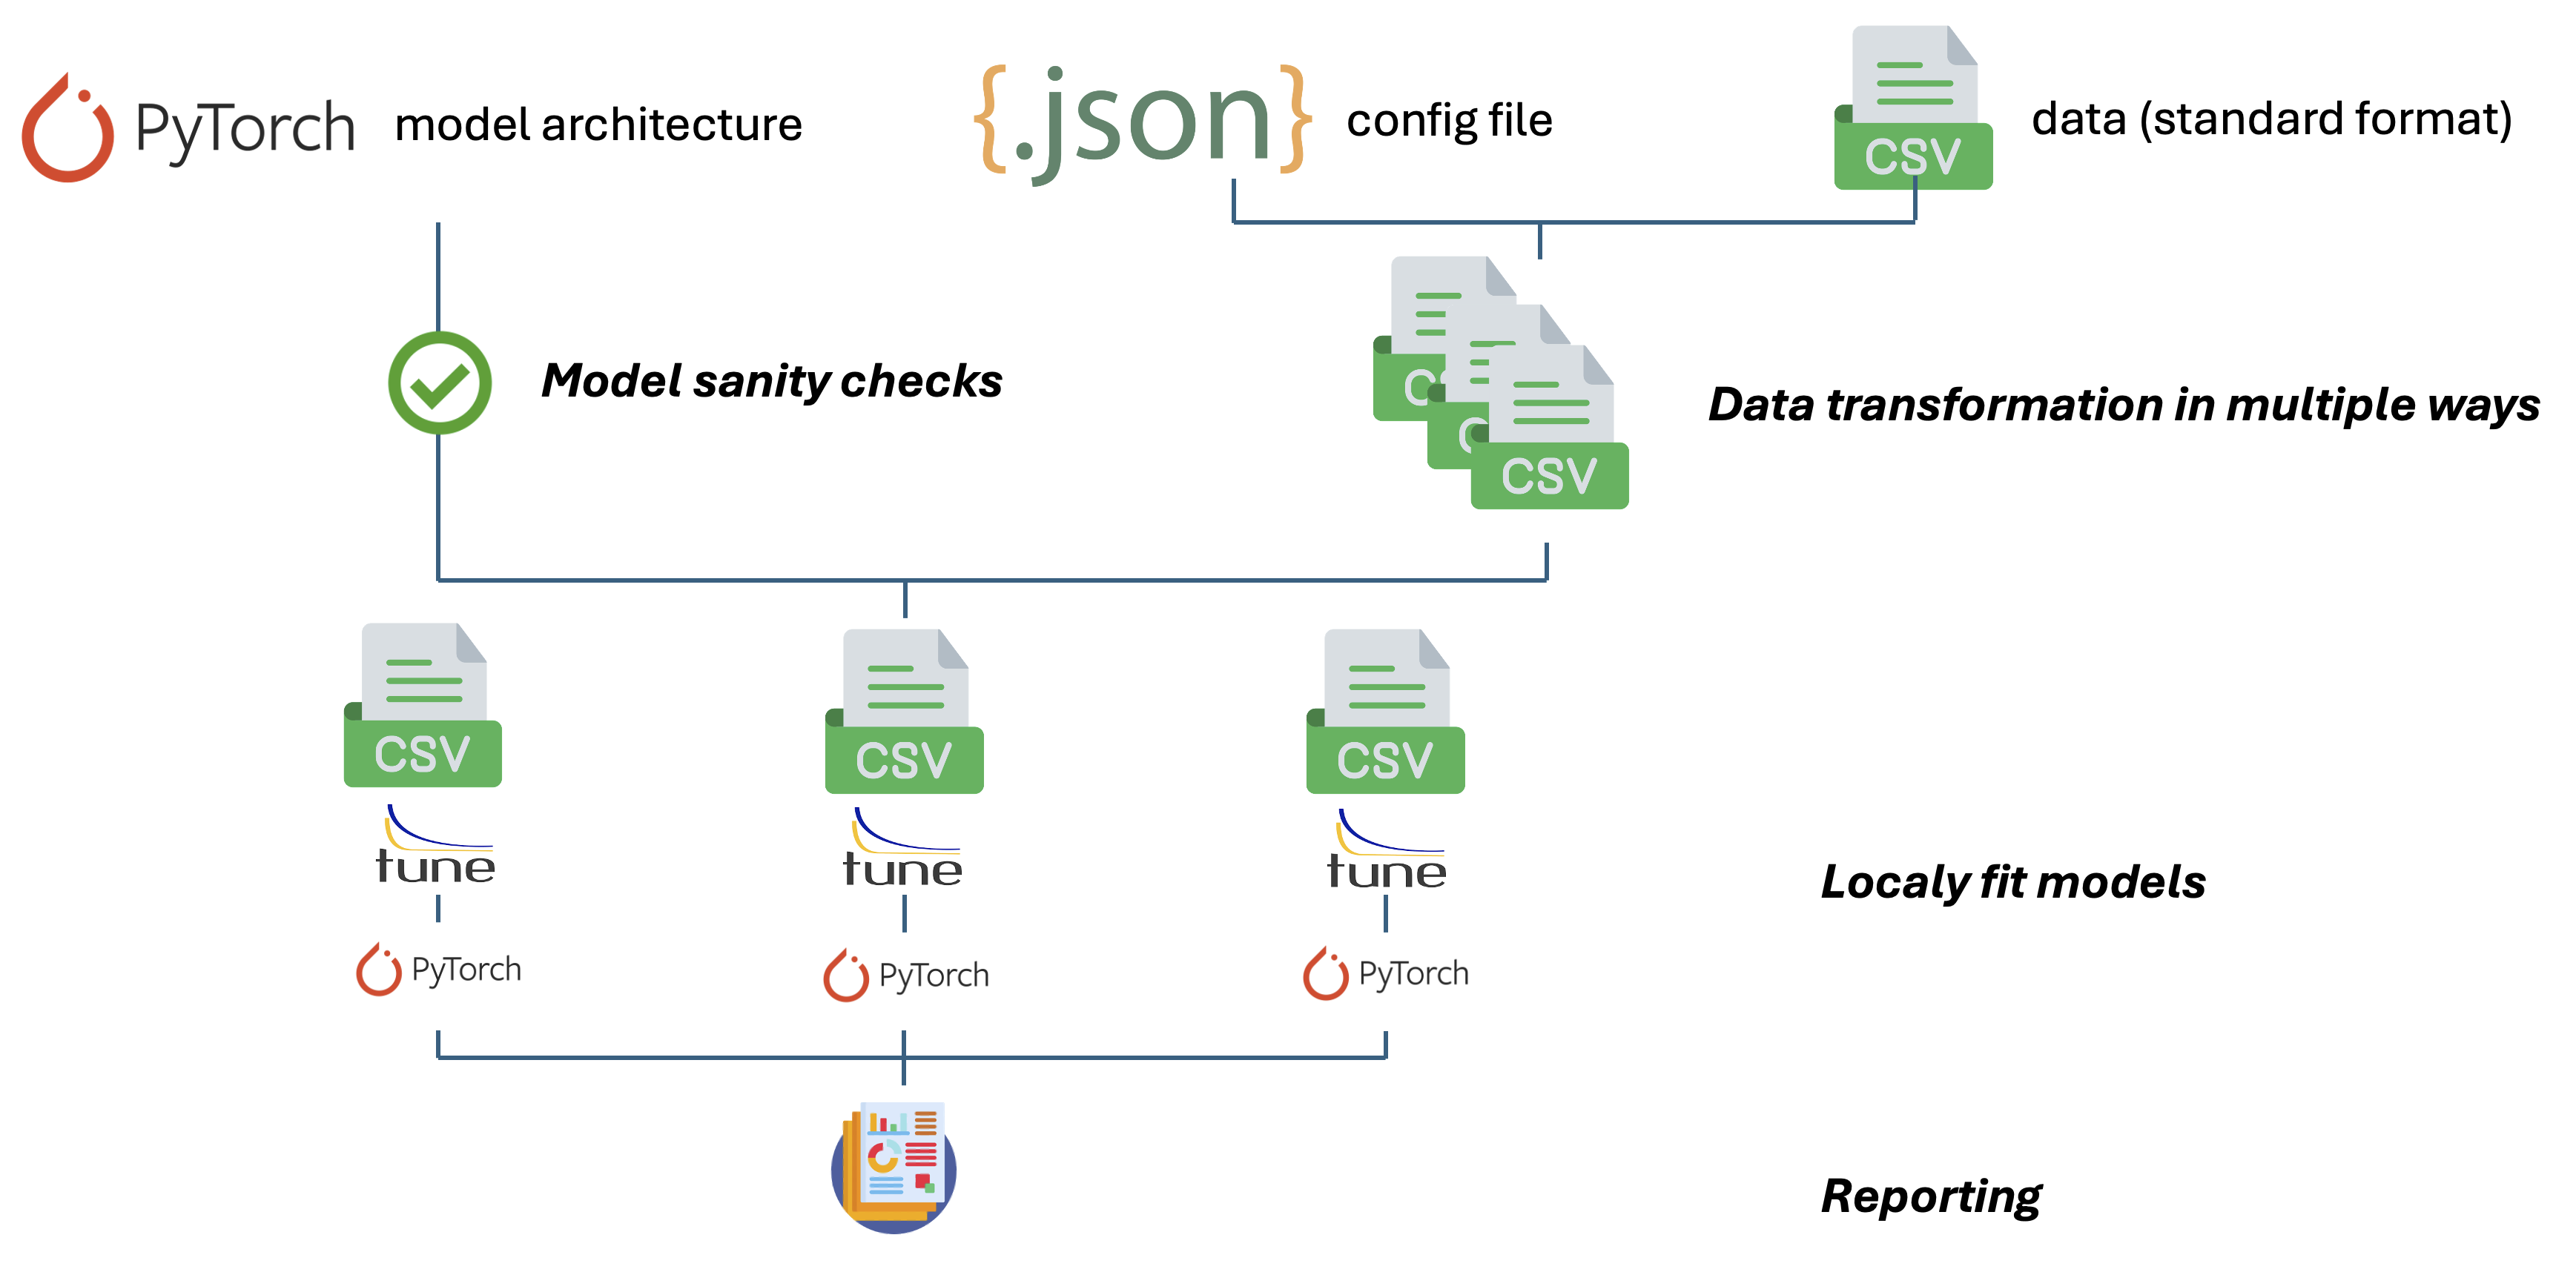 PyTorch model architecture
{.json} config file
CSV data (standard format)
Model sanity checks
CSV
Data transformation in multiple ways
CSV CSV CSV
tune tune tune
Localy fit models
PyTorch PyTorch PyTorch
Reporting